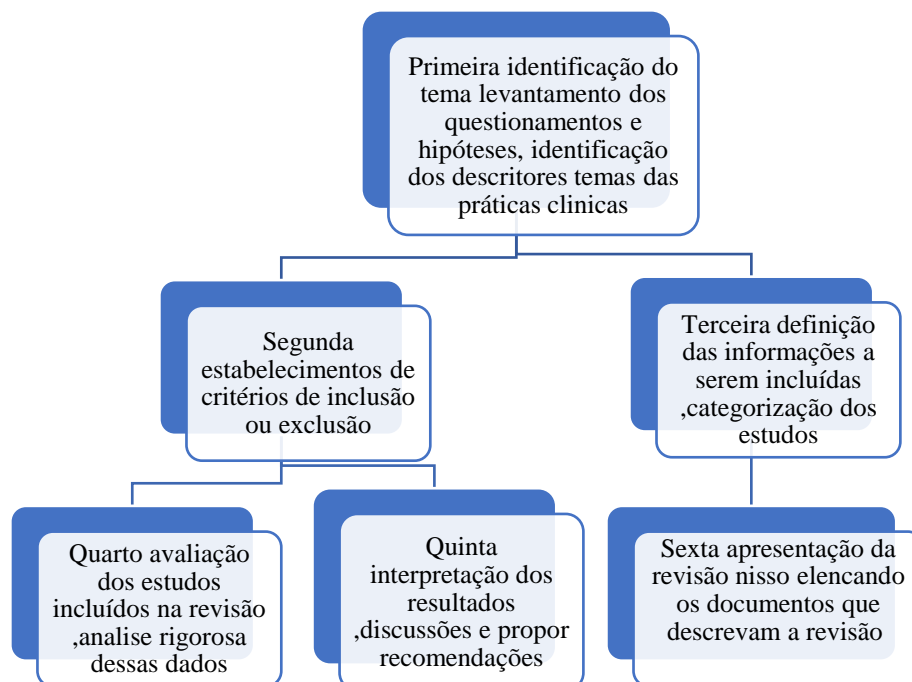 Primeira identificação do
tema levantamento dos
questionamentos e
hipóteses, identificação
dos descritores temas das
práticas clinicas
Segunda
estabelecimentos de
critérios de inclusão
ou exclusão
Terceira definição
das informações a
serem incluídas
,categorização dos
estudos
Quarto avaliação
dos estudos
incluídos na revisão
,analise rigorosa
dessas dados
Quinta
interpretação dos
resultados
,discussões e propor
recomendações
Sexta apresentação da
revisão nisso elencando
os documentos que
descrevam a revisão